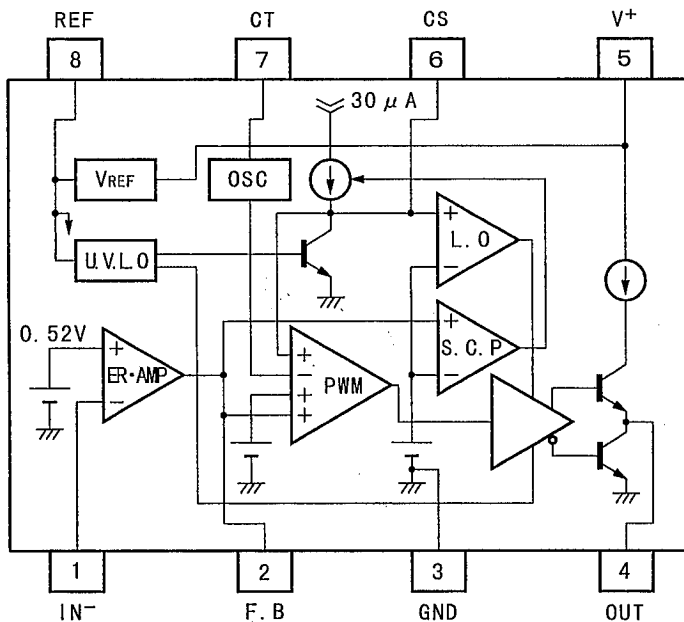 REF CT CS V+
8 7 6 5
30 μA
VREF OSC
+ L.O
U.V.L.O −
0.52V + S.C.P
+ ER·AMP + − PWM −
− + +
1 2 3 4
IN− F.B GND OUT